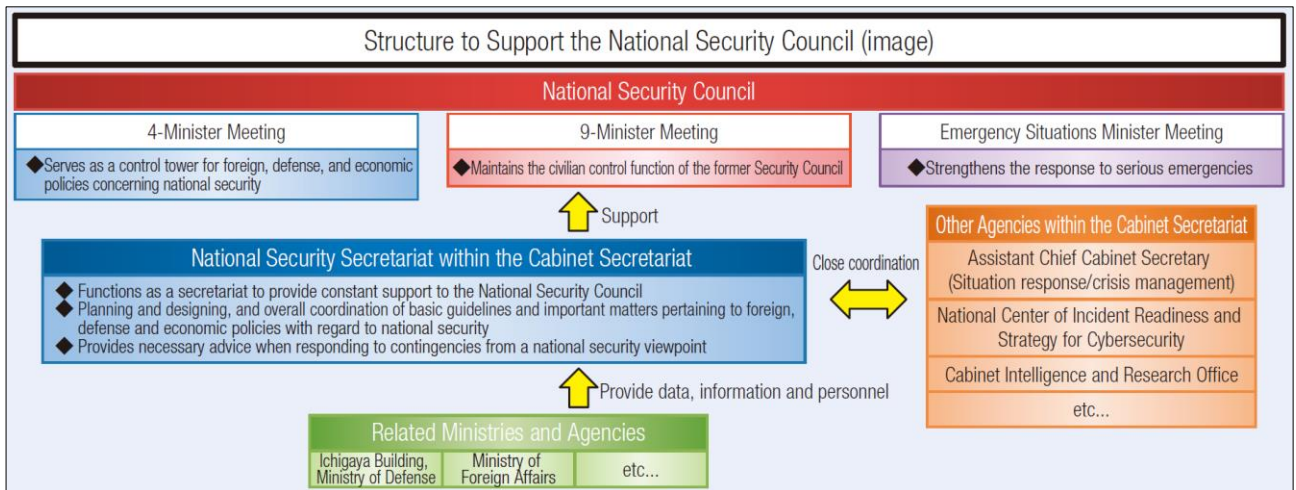 Structure to Support the National Security Council (image)
National Security Council
4-Minister Meeting
◆Serves as a control tower for foreign, defense, and economic
policies concerning national security
9-Minister Meeting
◆Maintains the civilian control function of the former Security Council
Emergency Situations Minister Meeting
◆Strengthens the response to serious emergencies
Support
National Security Secretariat within the Cabinet Secretariat
◆ Functions as a secretariat to provide constant support to the National Security Council
◆ Planning and designing, and overall coordination of basic guidelines and important matters pertaining to foreign,
defense and economic policies with regard to national security
◆ Provides necessary advice when responding to contingencies from a national security viewpoint
Close coordination
Other Agencies within the Cabinet Secretariat
Assistant Chief Cabinet Secretary
(Situation response/crisis management)
National Center of Incident Readiness and
Strategy for Cybersecurity
Cabinet Intelligence and Research Office
etc...
Provide data, information and personnel
Related Ministries and Agencies
Ichigaya Building,
Ministry of Defense
Ministry of
Foreign Affairs
etc...